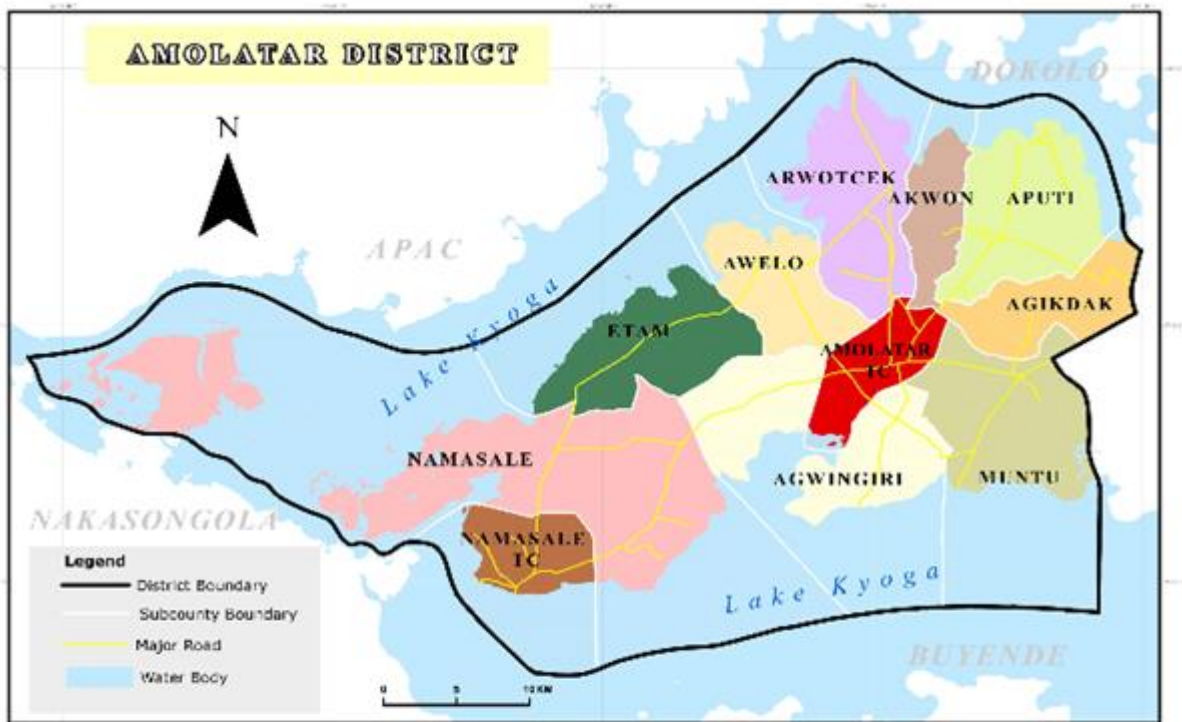 AMOLATAR DISTRICT
N
DOKOLO
APAC
ARWOTCEK
AKWON
APUTI
AWELO
AGIKDAK
ETAM
AMOLATAR
TC
Lake Kyoga
NAMASALE
AGWINGIRI
MUNTU
NAKASONGOLA
NAMASALE
TC
Lake Kyoga
BUYENDE
Legend
District Boundary
Subcounty Boundary
Major Road
Water Body
0 5 10 KM